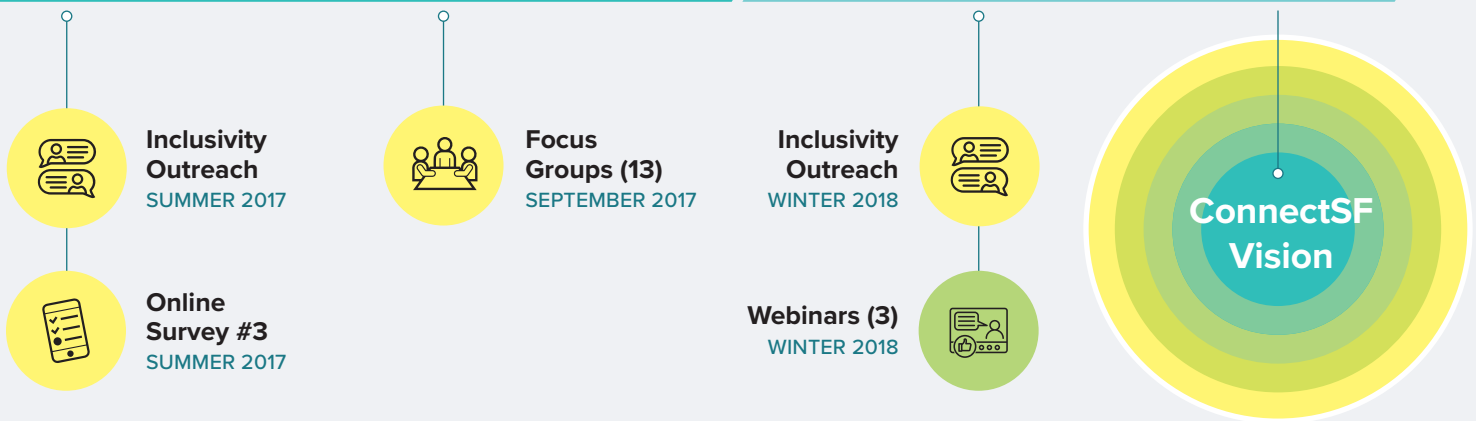 Inclusivity
Outreach
SUMMER 2017
Online
Survey #3
SUMMER 2017
Focus
Groups (13)
SEPTEMBER 2017
Inclusivity
Outreach
WINTER 2018
Webinars (3)
WINTER 2018
ConnectSF
Vision